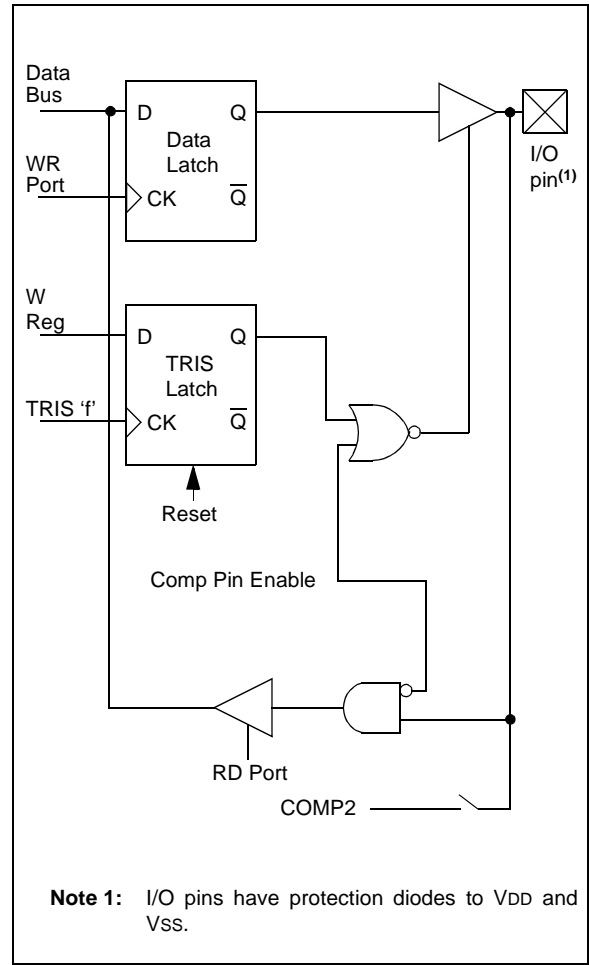 Data
Bus
D Q
Data
Latch
WR
Port
CK Q̅
I/O
pin(1)
W
Reg
D Q
TRIS
Latch
TRIS ‘f’
CK Q̅
Reset
Comp Pin Enable
RD Port
COMP2
Note 1: I/O pins have protection diodes to VDD and
VSS.